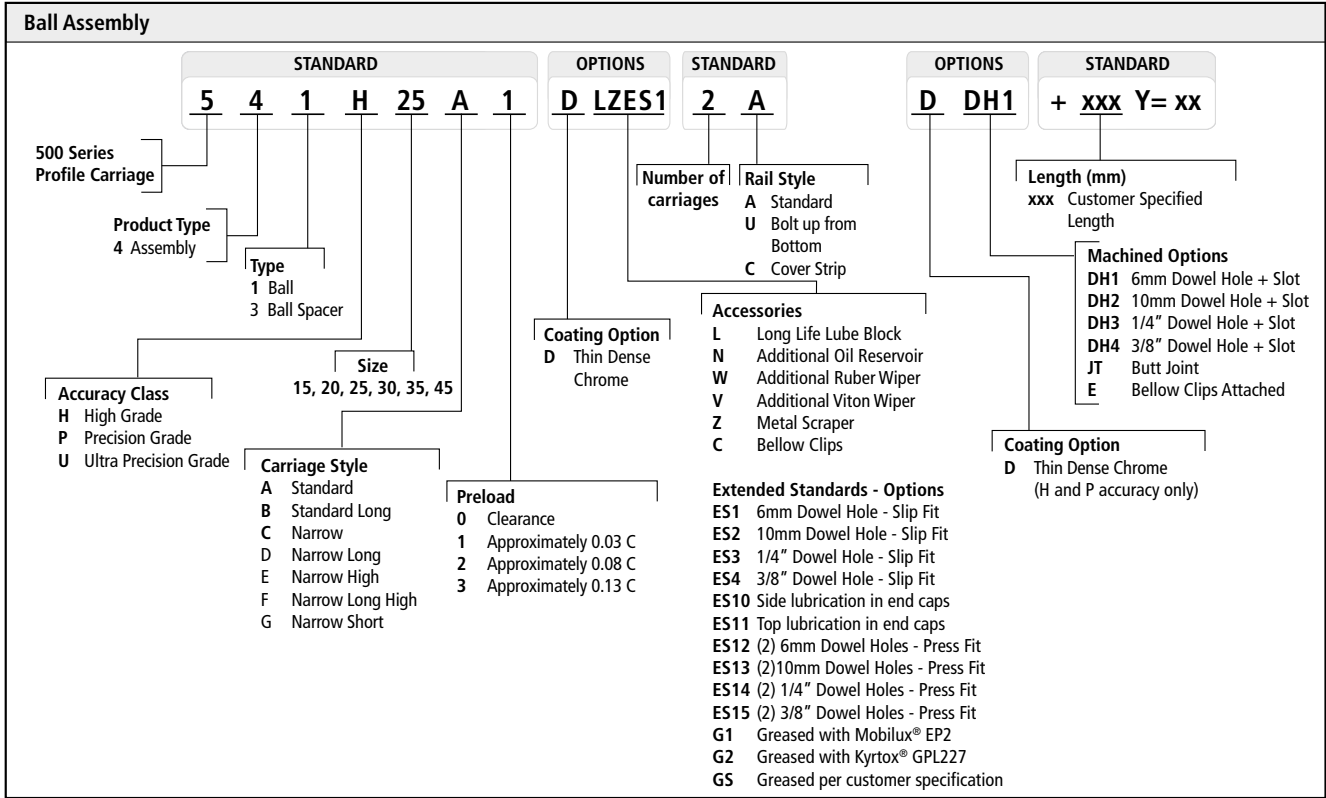 Ball Assembly
STANDARD
OPTIONS
STANDARD
OPTIONS
STANDARD
5 4 1 H 25 A 1
D LZES1
2 A
D DH1
+ xxx Y= xx
500 Series
Profile Carriage
Product Type
4 Assembly
Type
1 Ball
3 Ball Spacer
Accuracy Class
H High Grade
P Precision Grade
U Ultra Precision Grade
Size
15, 20, 25, 30, 35, 45
Carriage Style
A Standard
B Standard Long
C Narrow
D Narrow Long
E Narrow High
F Narrow Long High
G Narrow Short
Preload
0 Clearance
1 Approximately 0.03 C
2 Approximately 0.08 C
3 Approximately 0.13 C
Coating Option
D Thin Dense
Chrome
Number of
carriages
Rail Style
A Standard
U Bolt up from
Bottom
C Cover Strip
Accessories
L Long Life Lube Block
N Additional Oil Reservoir
W Additional Ruber Wiper
V Additional Viton Wiper
Z Metal Scraper
C Bellow Clips
Extended Standards - Options
ES1 6mm Dowel Hole - Slip Fit
ES2 10mm Dowel Hole - Slip Fit
ES3 1/4” Dowel Hole - Slip Fit
ES4 3/8” Dowel Hole - Slip Fit
ES10 Side lubrication in end caps
ES11 Top lubrication in end caps
ES12 (2) 6mm Dowel Holes - Press Fit
ES13 (2)10mm Dowel Holes - Press Fit
ES14 (2) 1/4” Dowel Holes - Press Fit
ES15 (2) 3/8” Dowel Holes - Press Fit
G1 Greased with Mobilux® EP2
G2 Greased with Kyrtox® GPL227
GS Greased per customer specification
Length (mm)
xxx Customer Specified
Length
Machined Options
DH1 6mm Dowel Hole + Slot
DH2 10mm Dowel Hole + Slot
DH3 1/4” Dowel Hole + Slot
DH4 3/8” Dowel Hole + Slot
JT Butt Joint
E Bellow Clips Attached
Coating Option
D Thin Dense Chrome
(H and P accuracy only)